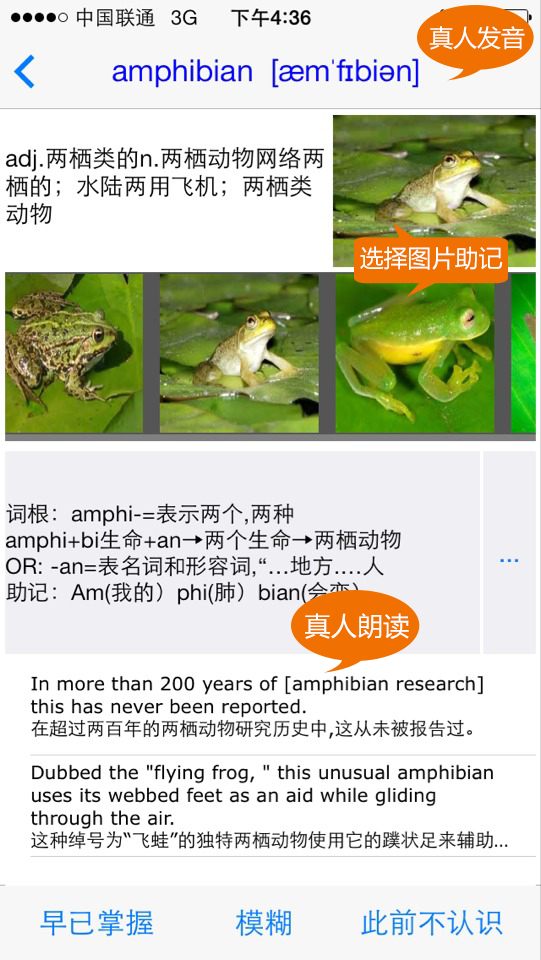 中国联通 3G 下午4:36
真人发音
amphibian [æmˈfɪbiən]
adj.两栖类的n.两栖动物网络两
栖的；水陆两用飞机；两栖类
动物
选择图片助记
词根：amphi-=表示两个,两种
amphi+bi生命+an→两个生命→两栖动物
OR: -an=表名词和形容词,“...地方....人
助记：Am(我的）phi(肺）bian(会变）
...
真人朗读
In more than 200 years of [amphibian research]
this has never been reported.
在超过两百年的两栖动物研究历史中,这从未被报告过。
Dubbed the "flying frog, " this unusual amphibian
uses its webbed feet as an aid while gliding
through the air.
这种绰号为“飞蛙”的独特两栖动物使用它的蹼状足来辅助...
早已掌握 模糊 此前不认识